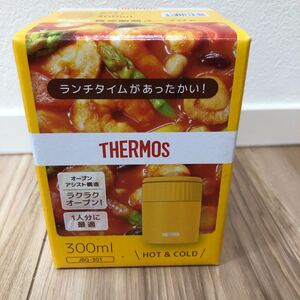 ランチタイムがあったかい!
THERMOS
オープン
アシスト構造
ラクラク
オープン!
1人分に
最適
300ml
JBQ-301
HOT & COLD
THERMOS